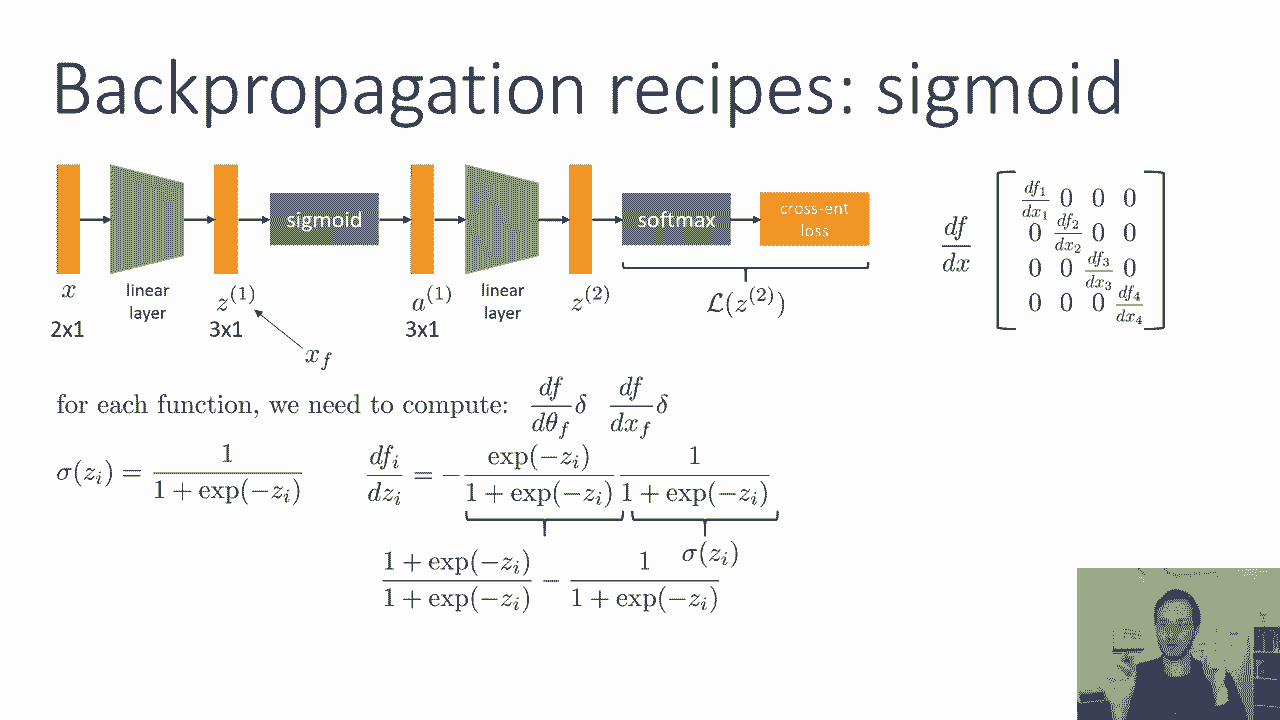 Backpropagation recipes: sigmoid
sigmoid
softmax
cross-ent
loss
x
linear
layer
z^{(1)}
a^{(1)}
linear
layer
z^{(2)}
\mathcal{L}(z^{(2)})
2x1
3x1
3x1
x_f
\frac{df}{dx} \begin{bmatrix} \frac{df_1}{dx_1} & 0 & 0 & 0 \\ 0 & \frac{df_2}{dx_2} & 0 & 0 \\ 0 & 0 & \frac{df_3}{dx_3} & 0 \\ 0 & 0 & 0 & \frac{df_4}{dx_4} \end{bmatrix}
for each function, we need to compute: \frac{df}{d\theta_f}\delta \frac{df}{dx_f}\delta
\sigma(z_i) = \frac{1}{1 + \exp(-z_i)}
\frac{df_i}{dz_i} = -\frac{\exp(-z_i)}{1 + \exp(-z_i)} \frac{1}{1 + \exp(-z_i)}
\frac{1 + \exp(-z_i)}{1 + \exp(-z_i)} - \frac{1}{1 + \exp(-z_i)}
\sigma(z_i)